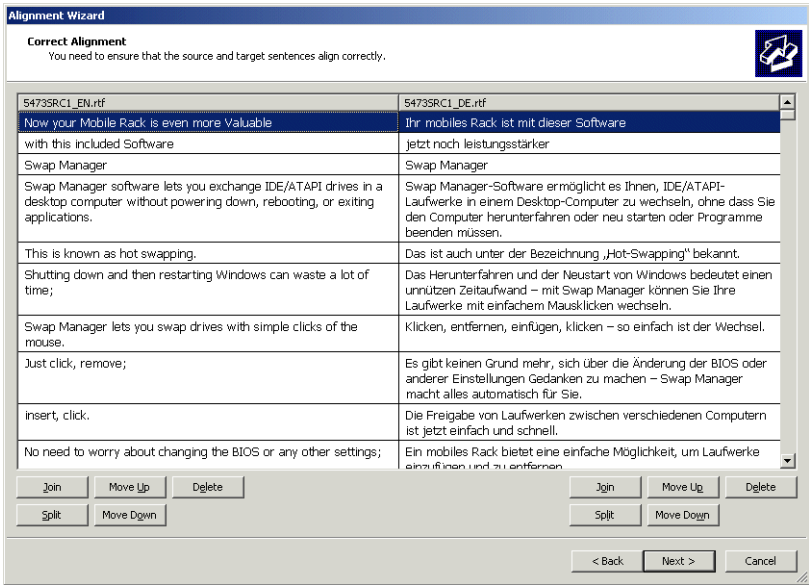 Alignment Wizard
Correct Alignment
You need to ensure that the source and target sentences align correctly.
5473SRC1_EN.rtf
5473SRC1_DE.rtf
Now your Mobile Rack is even more Valuable
Ihr mobiles Rack ist mit dieser Software
with this included Software
jetzt noch leistungsstärker
Swap Manager
Swap Manager
Swap Manager software lets you exchange IDE/ATAPI drives in a
desktop computer without powering down, rebooting, or exiting
applications.
Swap Manager-Software ermöglicht es Ihnen, IDE/ATAPI-
Laufwerke in einem Desktop-Computer zu wechseln, ohne dass Sie
den Computer herunterfahren oder neu starten oder Programme
beenden müssen.
This is known as hot swapping.
Das ist auch unter der Bezeichnung „Hot-Swapping“ bekannt.
Shutting down and then restarting Windows can waste a lot of
time;
Das Herunterfahren und der Neustart von Windows bedeutet einen
unnützen Zeitaufwand – mit Swap Manager können Sie Ihre
Laufwerke mit einfachem Mausklicken wechseln.
Swap Manager lets you swap drives with simple clicks of the
mouse.
Klicken, entfernen, einfügen, klicken – so einfach ist der Wechsel.
Just click, remove;
Es gibt keinen Grund mehr, sich über die Änderung der BIOS oder
anderer Einstellungen Gedanken zu machen – Swap Manager
macht alles automatisch für Sie.
insert, click.
Die Freigabe von Laufwerken zwischen verschiedenen Computern
ist jetzt einfach und schnell.
No need to worry about changing the BIOS or any other settings;
Ein mobiles Rack bietet eine einfache Möglichkeit, um Laufwerke
einzufügen und zu entfernen
Join
Move Up
Delete
Join
Move Up
Delete
Split
Move Down
Split
Move Down
< Back
Next >
Cancel